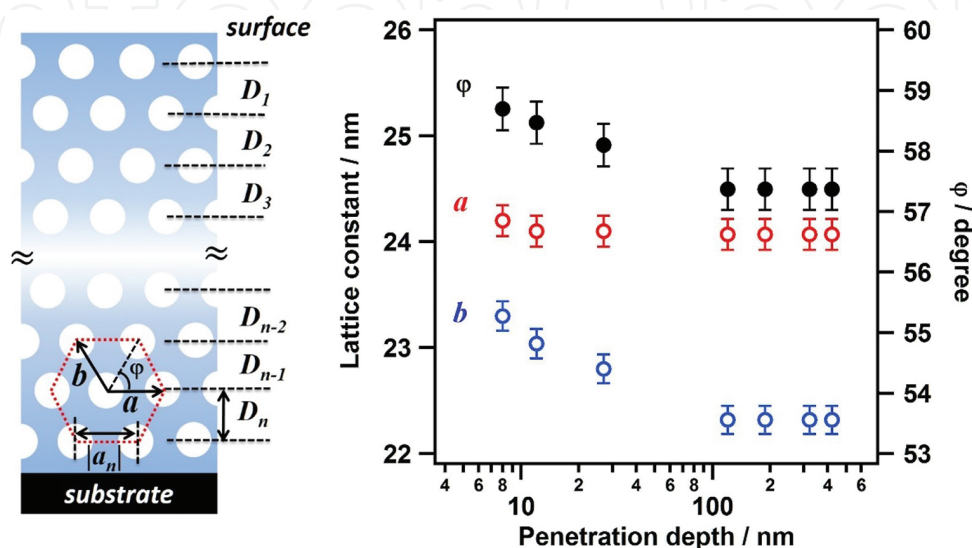 surface
D1
D2
D3
≈ ≈
Dn-2
Dn-1
Dn
b
φ
a
|an|
substrate
26
25
24
23
22
Lattice constant / nm
φ
a
b
60
59
58
57
56
55
54
53
φ / degree
4 6 8 2 4 6 8 2 4 6
10 100
Penetration depth / nm